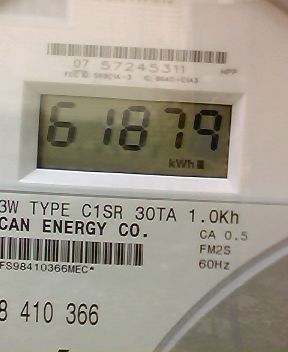 07 57245311
HPP
61879
kWh
3W TYPE C1SR 30TA 1.0Kh
CAN ENERGY CO.
CA 0.5
FM2S
60Hz
FS98410366MEC*
8 410 366